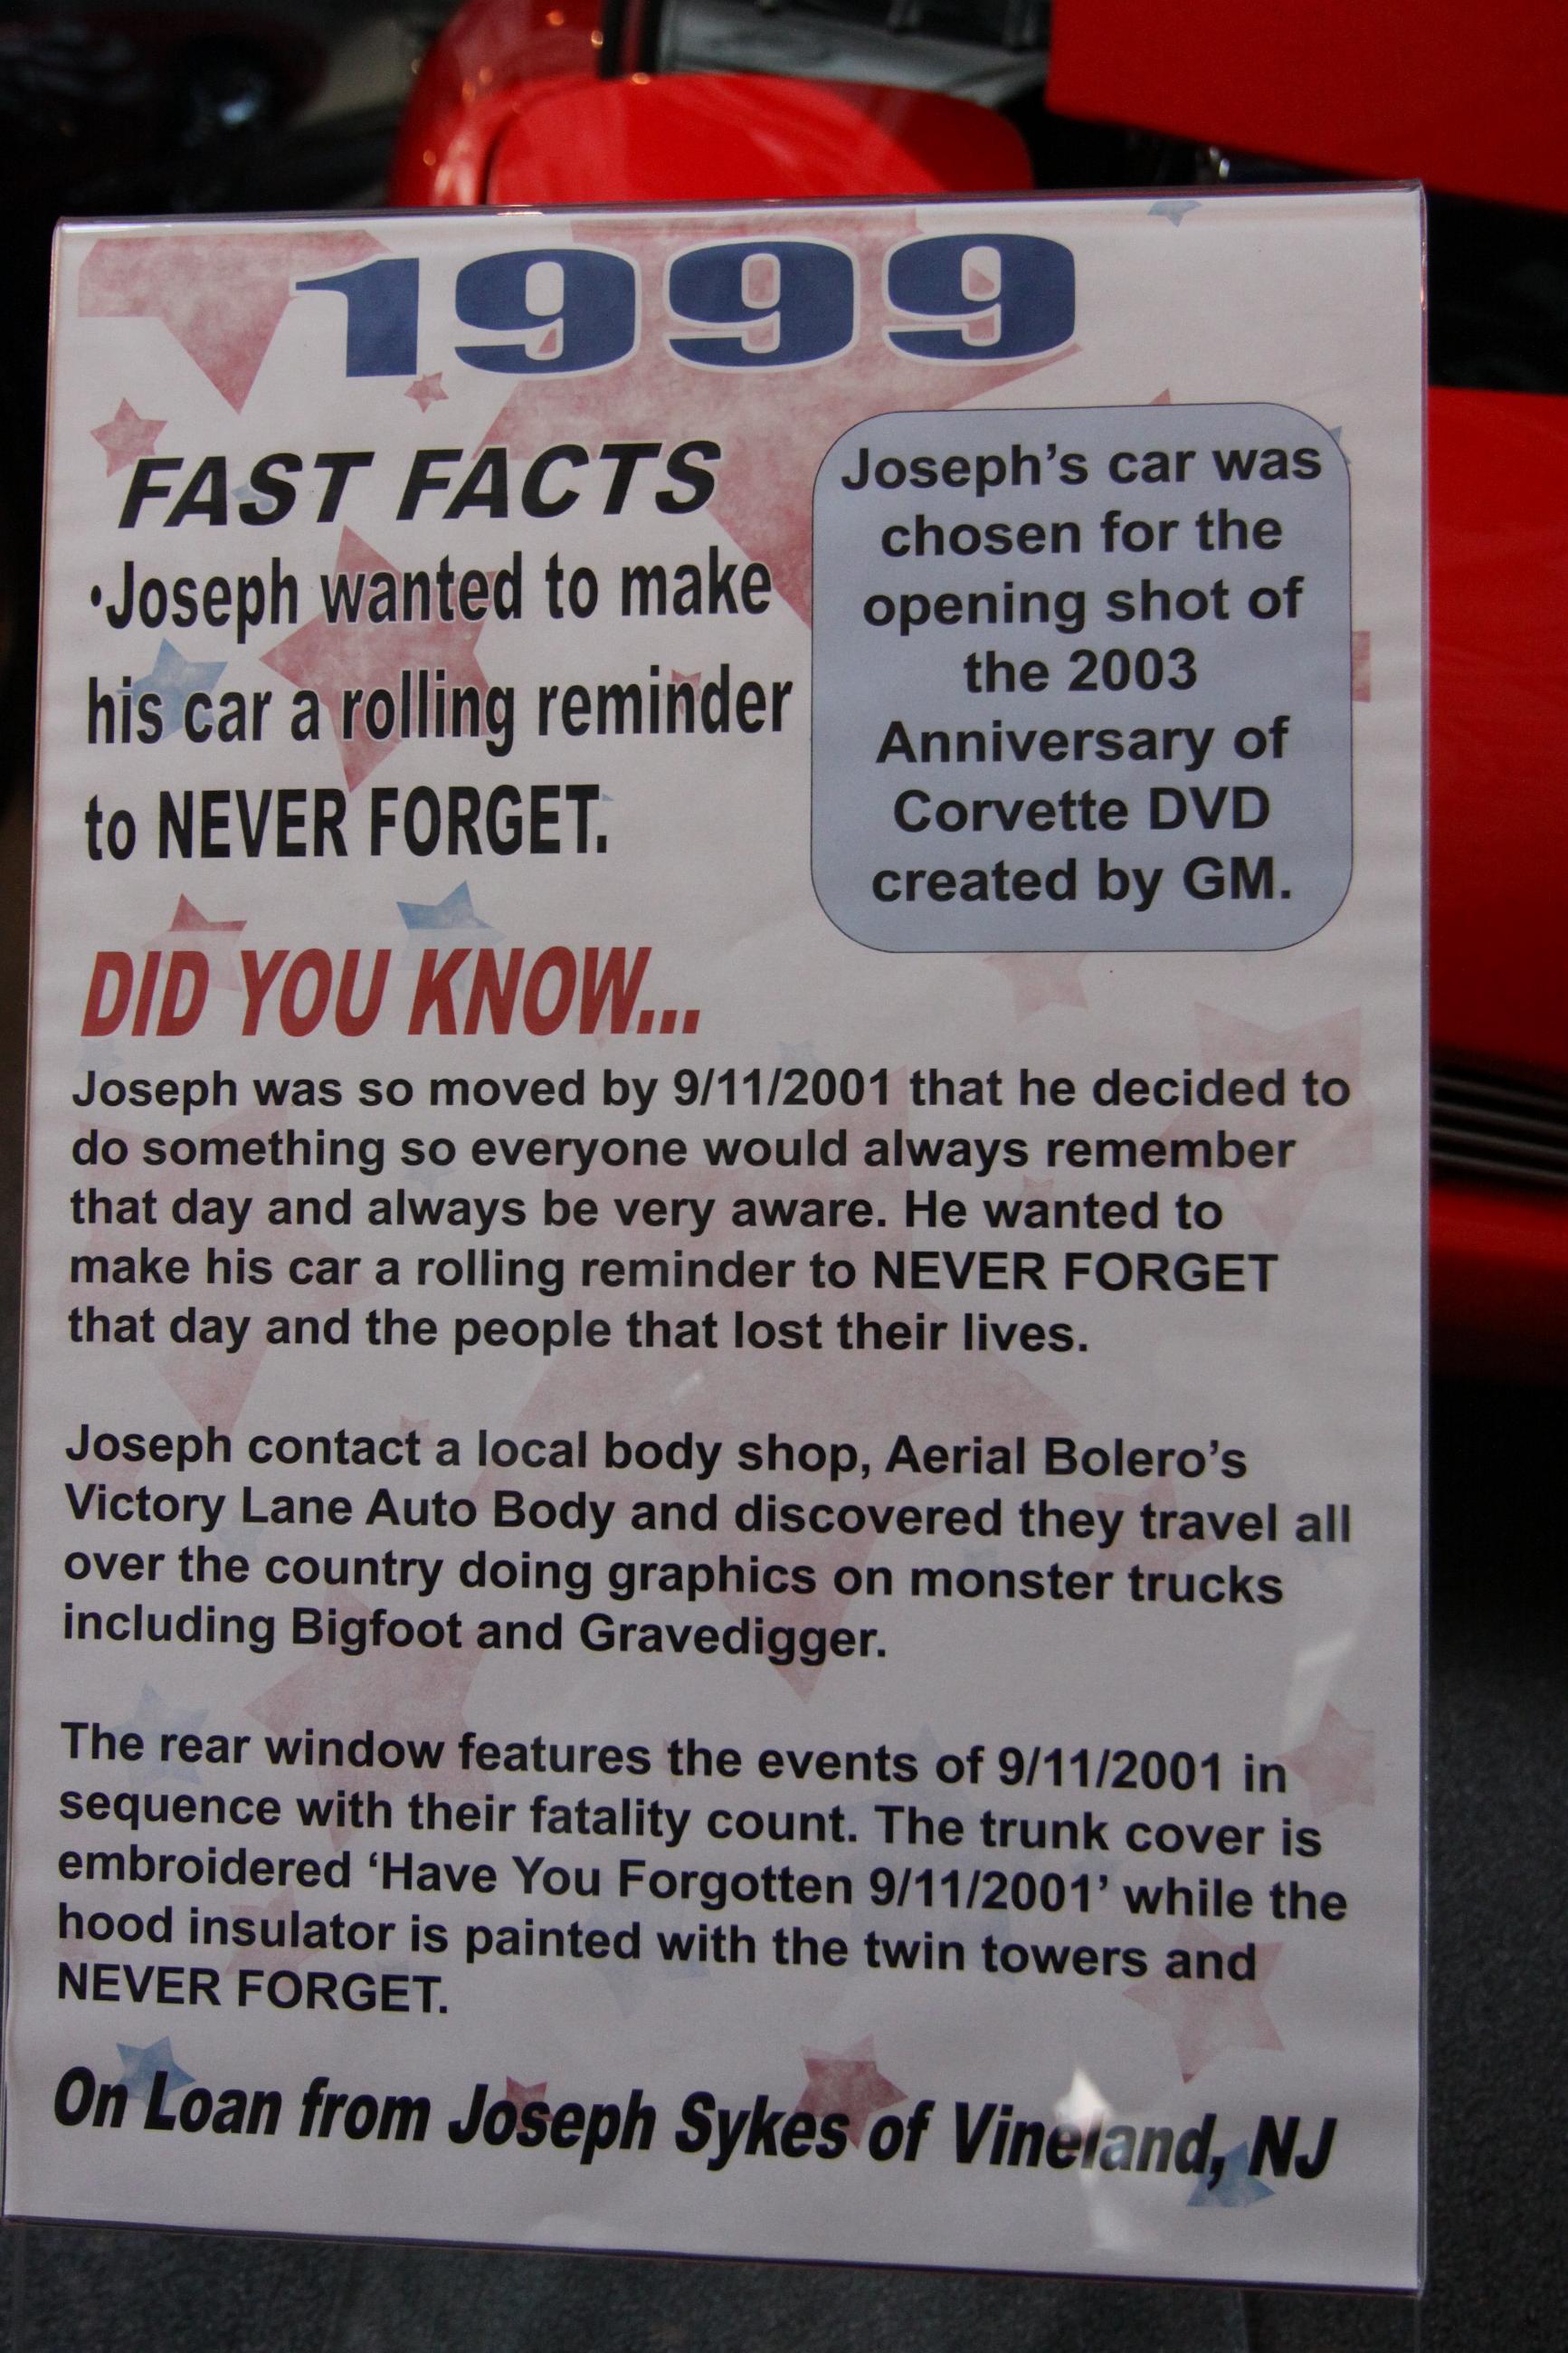 1999
FAST FACTS
•Joseph wanted to make
his car a rolling reminder
to NEVER FORGET.
Joseph's car was
chosen for the
opening shot of
the 2003
Anniversary of
Corvette DVD
created by GM.
DID YOU KNOW...
Joseph was so moved by 9/11/2001 that he decided to
do something so everyone would always remember
that day and always be very aware. He wanted to
make his car a rolling reminder to NEVER FORGET
that day and the people that lost their lives.
Joseph contact a local body shop, Aerial Bolero's
Victory Lane Auto Body and discovered they travel all
over the country doing graphics on monster trucks
including Bigfoot and Gravedigger.
The rear window features the events of 9/11/2001 in
sequence with their fatality count. The trunk cover is
embroidered ‘Have You Forgotten 9/11/2001’ while the
hood insulator is painted with the twin towers and
NEVER FORGET.
On Loan from Joseph Sykes of Vineland, NJ